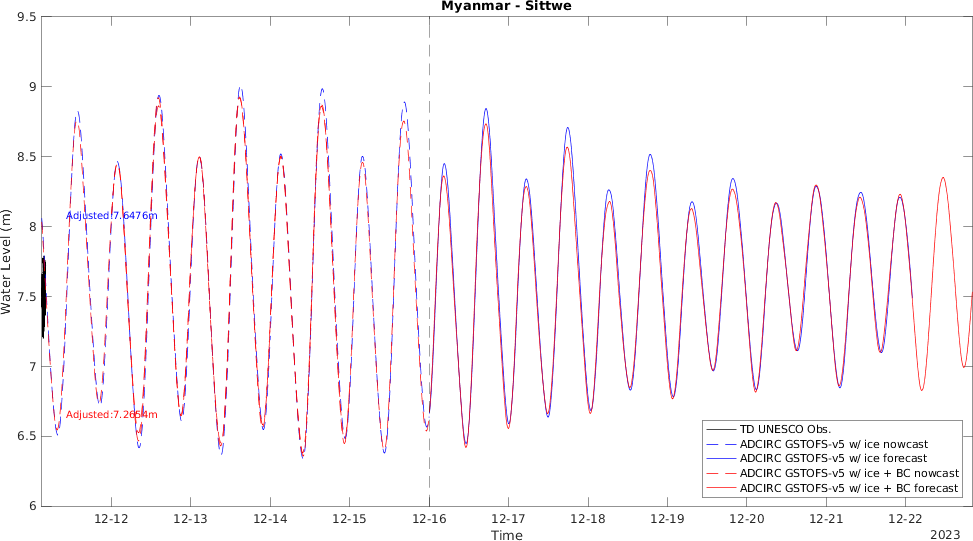 Myanmar - Sittwe
9.5
9
8.5
8
7.5
7
6.5
6
Water Level (m)
Adjusted:7.6476m
Adjusted:7.2654m
TD UNESCO Obs.
ADCIRC GSTOFS-v5 w/ ice nowcast
ADCIRC GSTOFS-v5 w/ ice forecast
ADCIRC GSTOFS-v5 w/ ice + BC nowcast
ADCIRC GSTOFS-v5 w/ ice + BC forecast
12-12 12-13 12-14 12-15 12-16 12-17 12-18 12-19 12-20 12-21 12-22
Time
2023